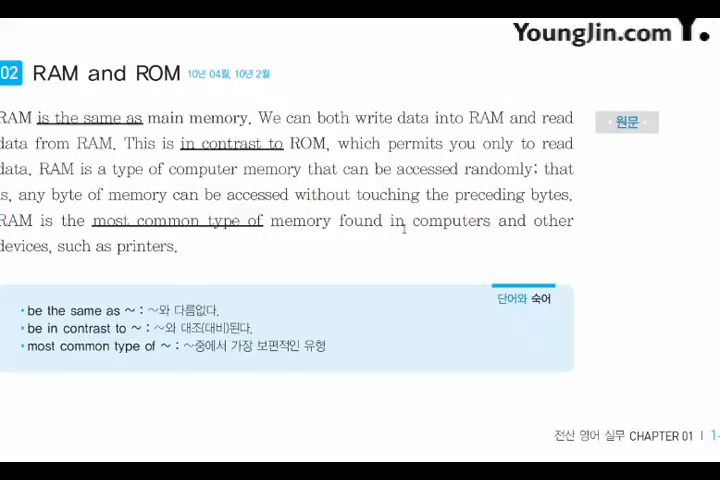 YoungJin.com Y.
02 RAM and ROM 10년 04월, 10년 2월
RAM is the same as main memory. We can both write data into RAM and read
data from RAM. This is in contrast to ROM, which permits you only to read
data. RAM is a type of computer memory that can be accessed randomly; that
is, any byte of memory can be accessed without touching the preceding bytes.
RAM is the most common type of memory found in computers and other
devices, such as printers.
원문
단어와 숙어
• be the same as ~ : ~와 다름없다.
• be in contrast to ~ : ~와 대조(대비)된다.
• most common type of ~ : ~중에서 가장 보편적인 유형
전산 영어 실무 CHAPTER 01 | 1-